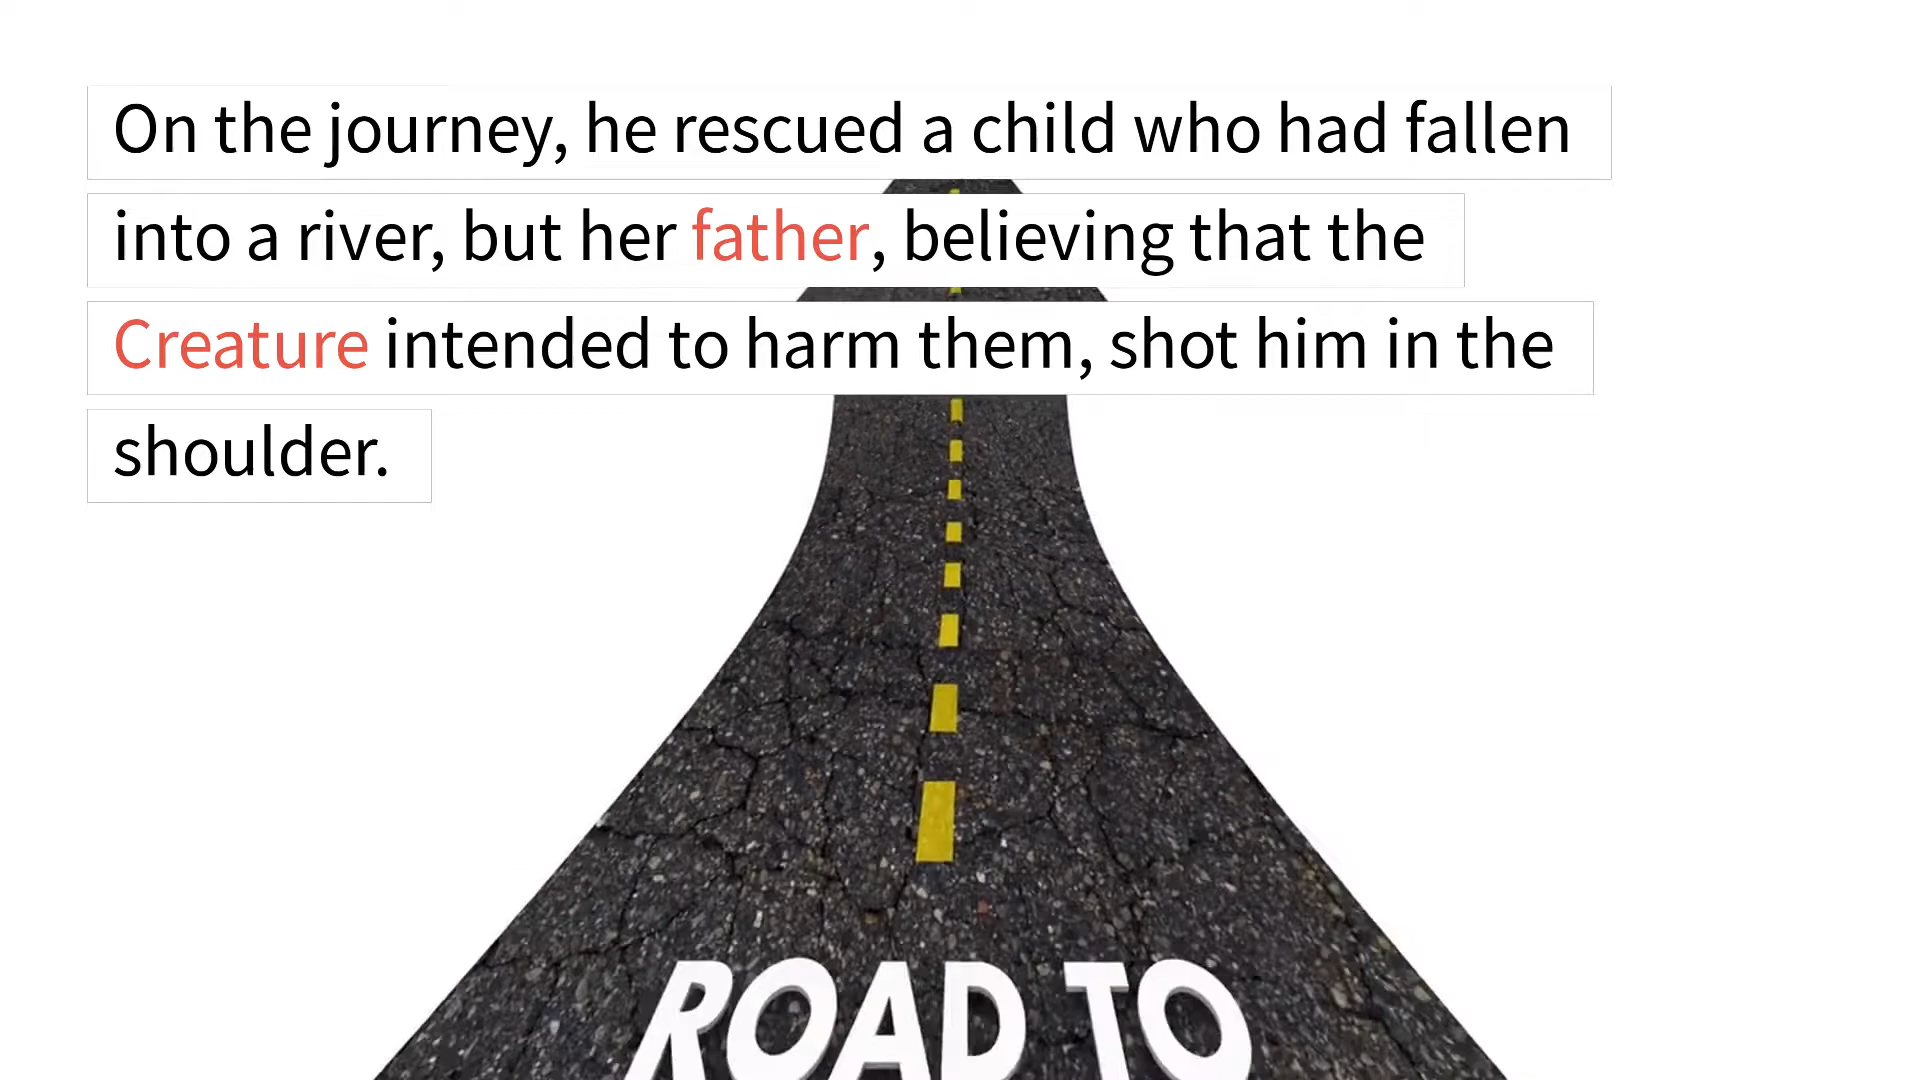 On the journey, he rescued a child who had fallen
into a river, but her father, believing that the
Creature intended to harm them, shot him in the
shoulder.
ROAD TO